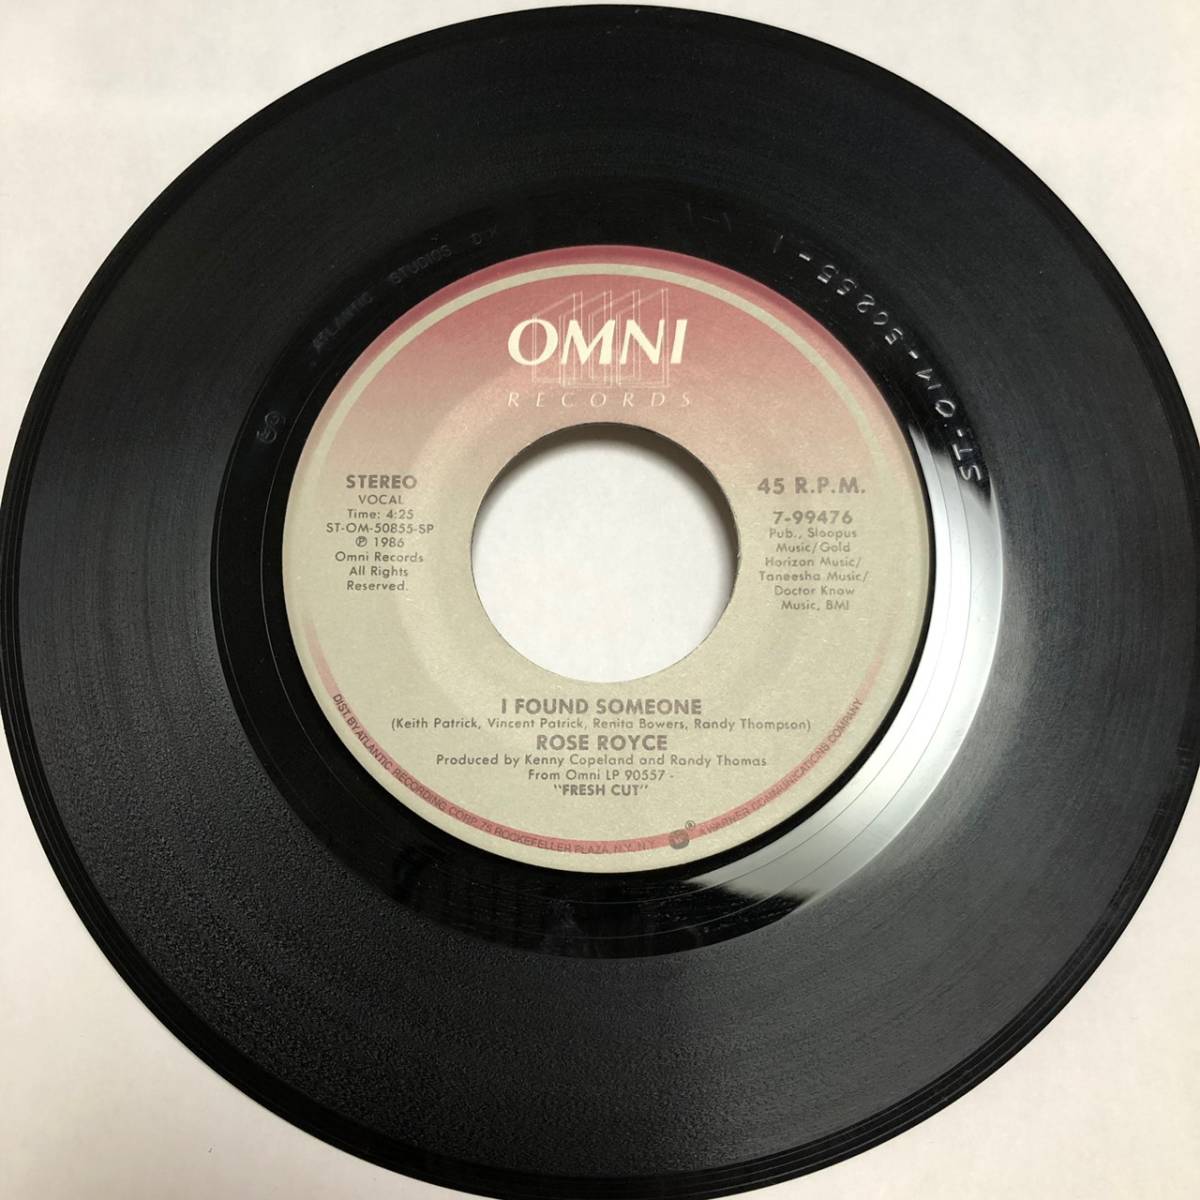 OMNI
RECORDS
STEREO
VOCAL
Time: 4:25
ST-OM-50855-SP
℗ 1986
Omni Records
All Rights
Reserved.
45 R.P.M.
7-99476
Pub., Sloopus
Music/Gold
Horizon Music/
Taneesha Music/
Doctor Know
Music, BMI
I FOUND SOMEONE
(Keith Patrick, Vincent Patrick, Renita Bowers, Randy Thompson)
ROSE ROYCE
Produced by Kenny Copeland and Randy Thomas
From Omni LP 90557 -
"FRESH CUT"
DIST. BY ATLANTIC RECORDING CORP. 75 ROCKEFELLER PLAZA, N.Y., N.Y. ® A WARNER COMMUNICATIONS COMPANY
ATLANTIC STUDIOS DK
ST-OM-50855-1 1-1